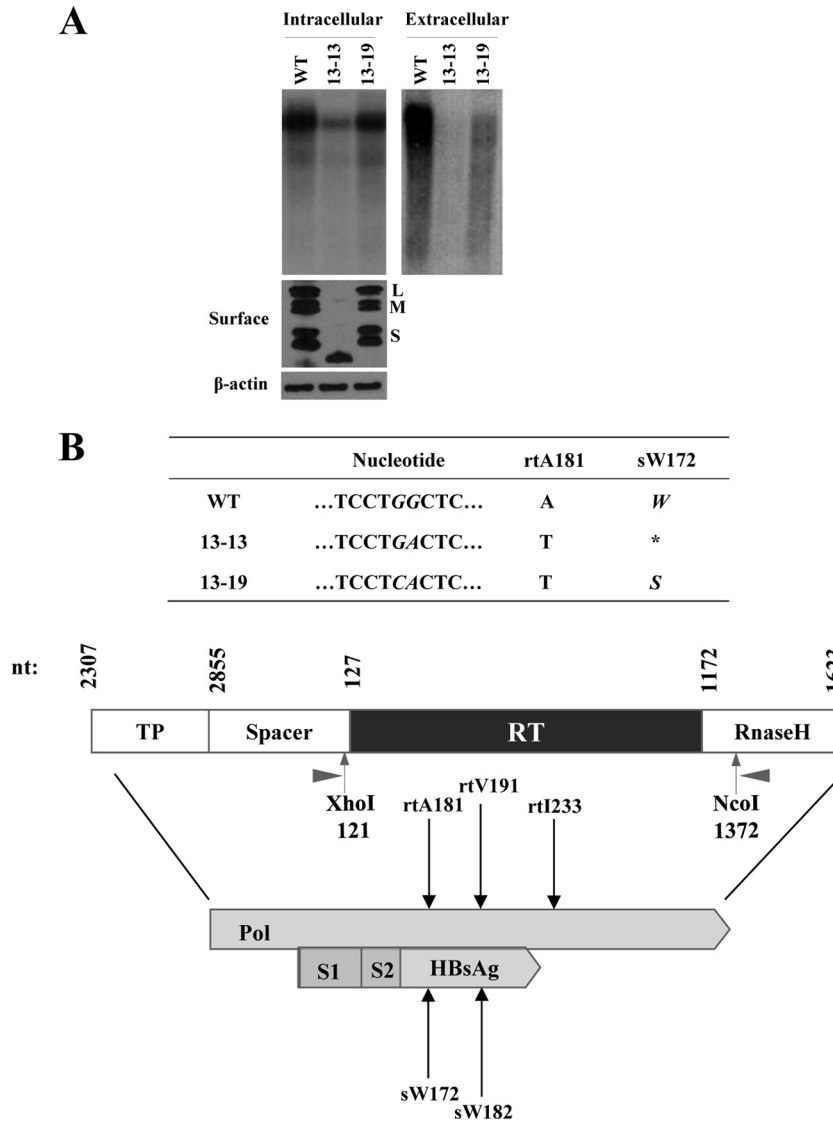 A
Intracellular Extracellular
WT 13-13 13-19 WT 13-13 13-19
L
M
Surface
S
β-actin
B
Nucleotide rtA181 sW172
WT ...TCCTGGCTC... A W
13-13 ...TCCTGACTC... T *
13-19 ...TCCTCACTC... T S
nt: 2307 2855 127 1172
TP Spacer RT RnaseH
XhoI
121
rtA181 rtV191 rtI233
NcoI
1372
Pol
S1 S2 HBsAg
sW172
sW182